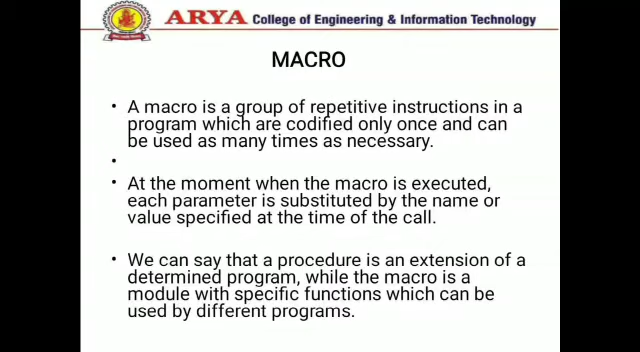 ARYA College of Engineering & Information Technology
MACRO
• A macro is a group of repetitive instructions in a
program which are codified only once and can
be used as many times as necessary.
•
• At the moment when the macro is executed,
each parameter is substituted by the name or
value specified at the time of the call.
• We can say that a procedure is an extension of a
determined program, while the macro is a
module with specific functions which can be
used by different programs.